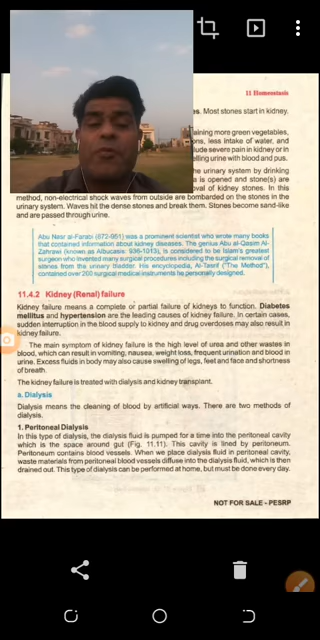 11 Homeostasis
es. Most stones start in kidney.
aining more green vegetables,
ons, less intake of water, and
lude severe pain in kidney or in
elling urine with blood and pus.
he urinary system by drinking
a is opened and stone(s) are
oval of kidney stones. In this
method, non-electrical shock waves from outside are bombarded on the stones in the
urinary system. Waves hit the dense stones and break them. Stones become sand-like
and are passed through urine.
Abu Nasr al-Farabi (872-951) was a prominent scientist who wrote many books
that contained information about kidney diseases. The genius Abu al-Qasim Al-
Zahravi (known as Albucasis: 936-1013), is considered to be Islam's greatest
surgeon who invented many surgical procedures including the surgical removal of
stones from the urinary bladder. His encyclopedia, Al-Tasrif ("The Method"),
contained over 200 surgical medical instruments he personally designed.
11.4.2 Kidney (Renal) failure
Kidney failure means a complete or partial failure of kidneys to function. Diabetes
mellitus and hypertension are the leading causes of kidney failure. In certain cases,
sudden interruption in the blood supply to kidney and drug overdoses may also result in
kidney failure.
The main symptom of kidney failure is the high level of urea and other wastes in
blood, which can result in vomiting, nausea, weight loss, frequent urination and blood in
urine. Excess fluids in body may also cause swelling of legs, feet and face and shortness
of breath.
The kidney failure is treated with dialysis and kidney transplant.
a. Dialysis
Dialysis means the cleaning of blood by artificial ways. There are two methods of
dialysis.
1. Peritoneal Dialysis
In this type of dialysis, the dialysis fluid is pumped for a time into the peritoneal cavity
which is the space around gut (Fig. 11.11). This cavity is lined by peritoneum.
Peritoneum contains blood vessels. When we place dialysis fluid in peritoneal cavity,
waste materials from peritoneal blood vessels diffuse into the dialysis fluid, which is then
drained out. This type of dialysis can be performed at home, but must be done every day.
NOT FOR SALE - PESRP